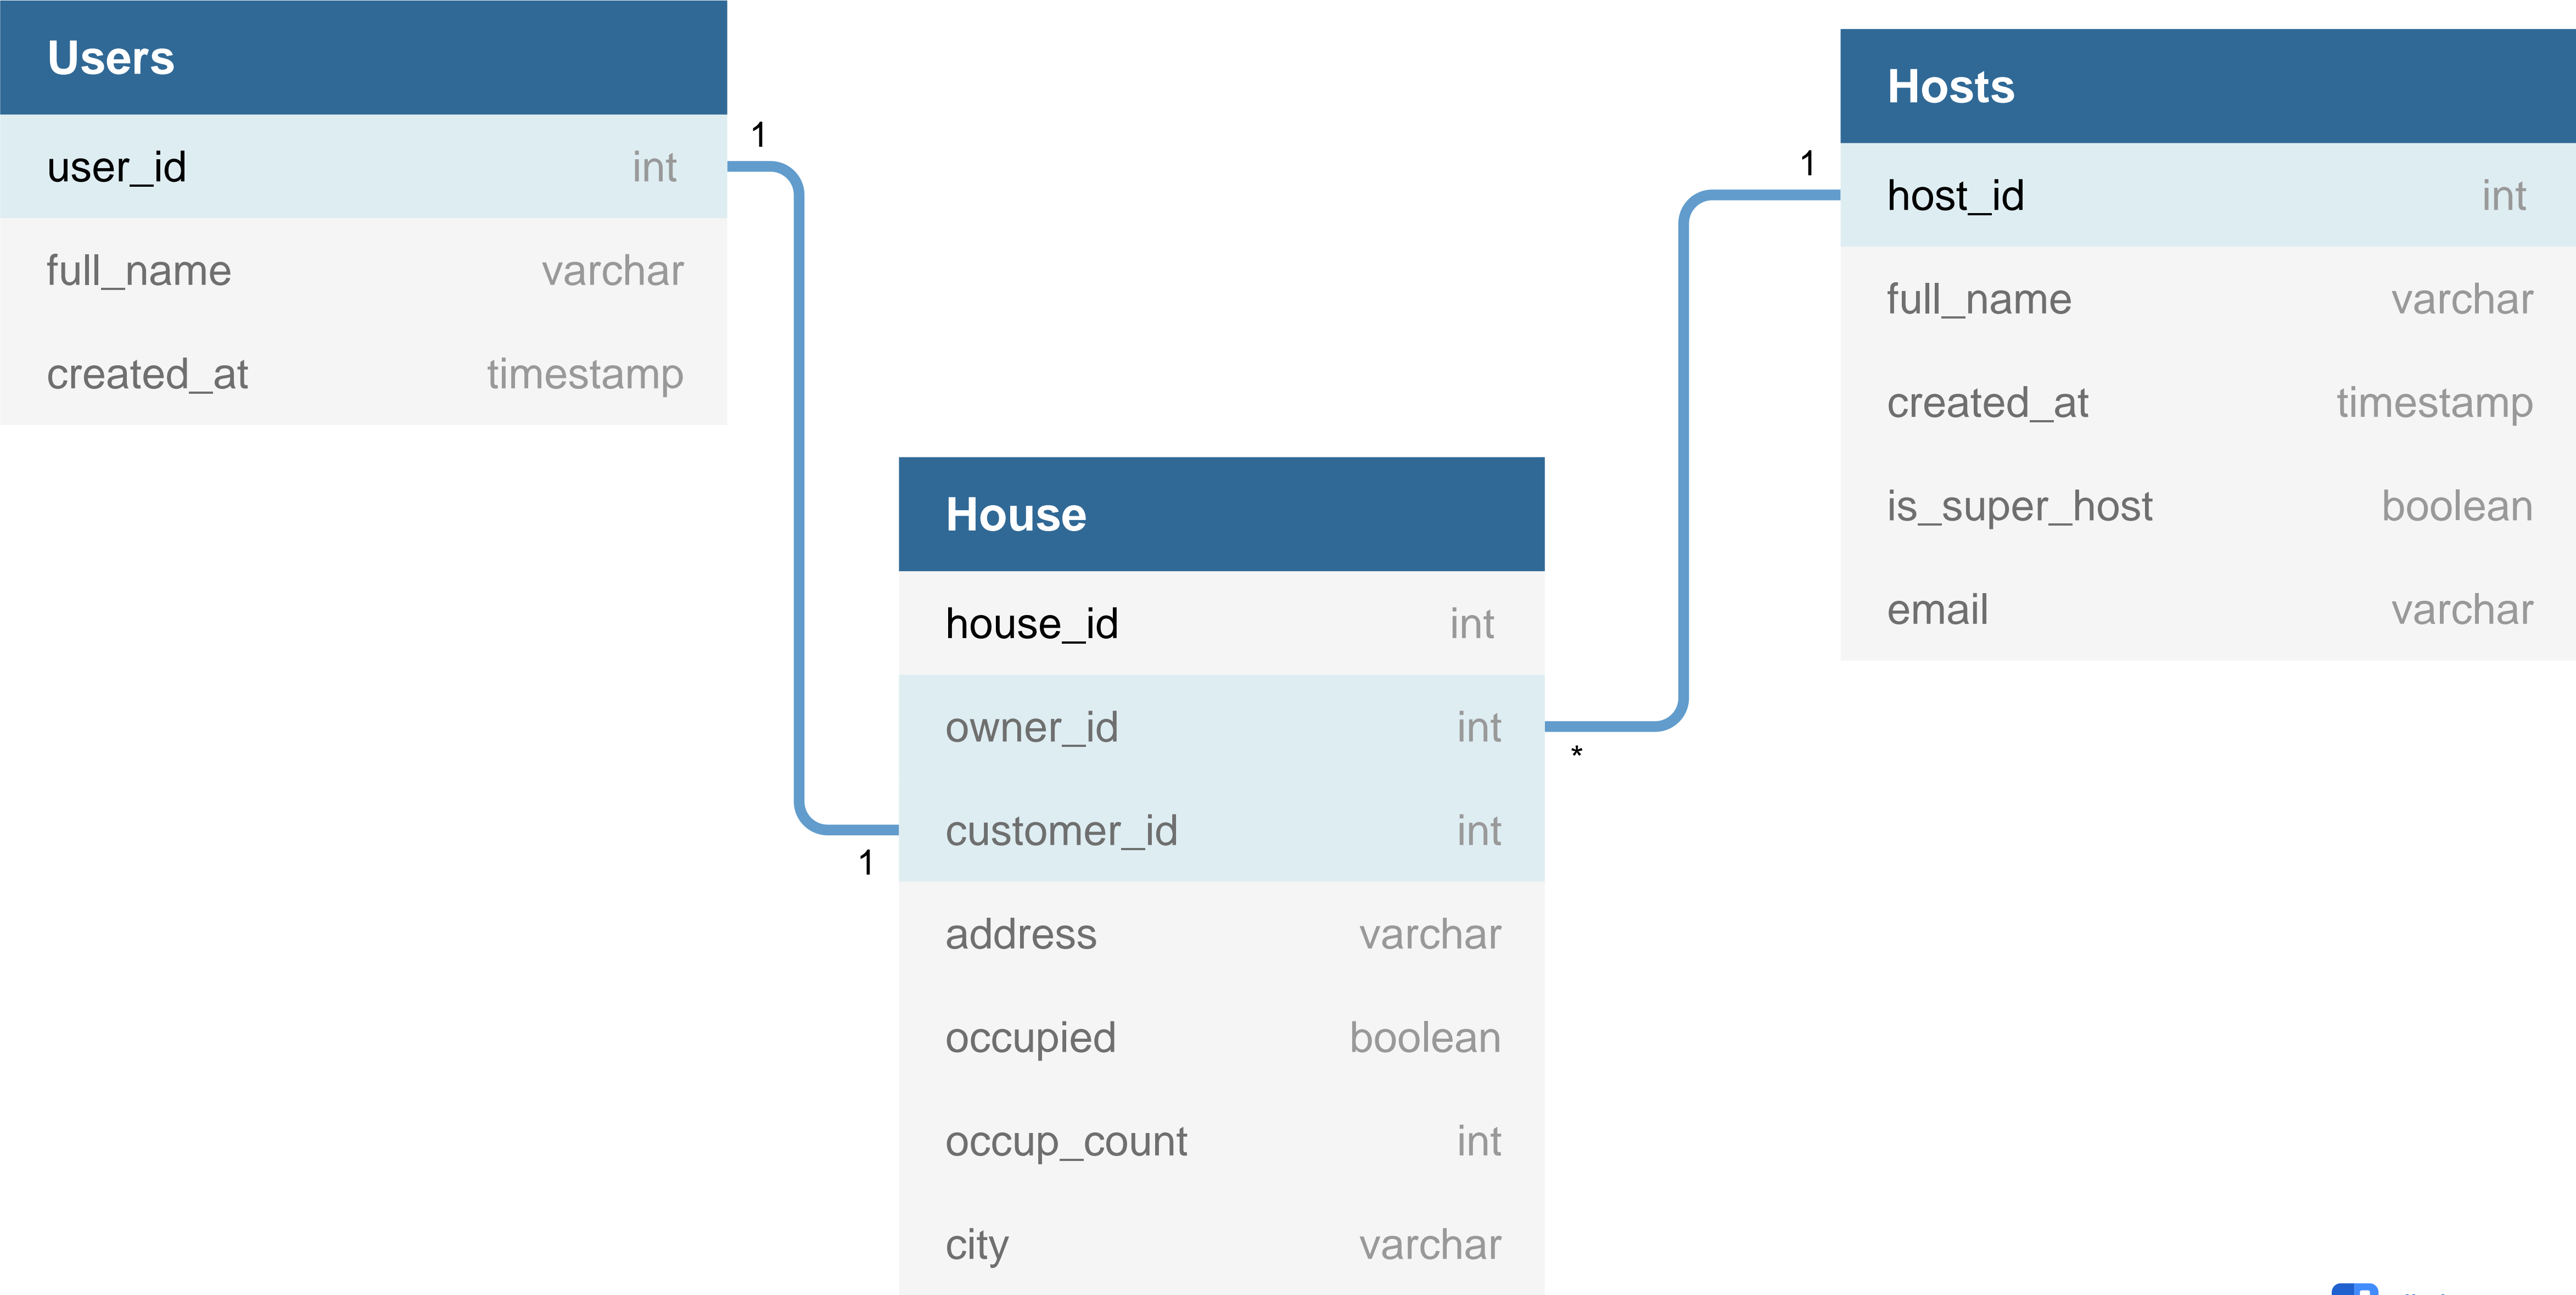 Users
user_id int
full_name varchar
created_at timestamp
1
1
House
house_id int
owner_id int
customer_id int
address varchar
occupied boolean
occup_count int
city varchar
*
1
Hosts
host_id int
full_name varchar
created_at timestamp
is_super_host boolean
email varchar